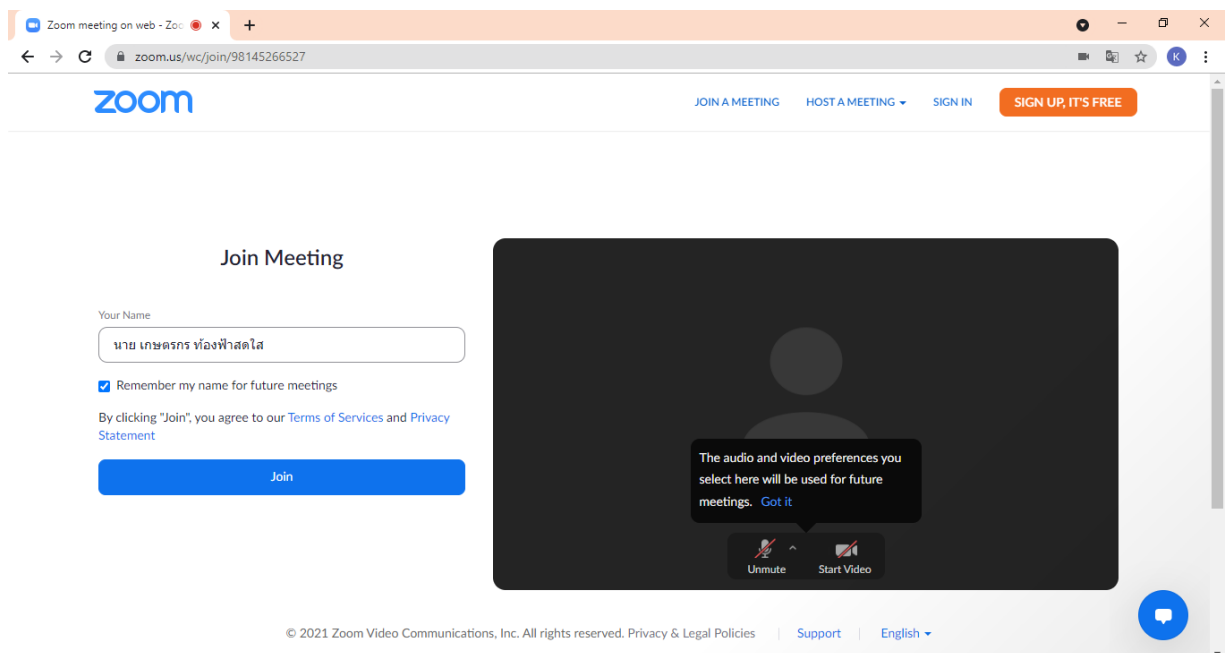 Zoom meeting on web - Zoo
zoom.us/wc/join/98145266527
K
zoom
JOIN A MEETING
HOST A MEETING
SIGN IN
SIGN UP, IT'S FREE
Join Meeting
Your Name
นาย เกษตรกร ท้องฟ้าสดใส
Remember my name for future meetings
By clicking "Join", you agree to our Terms of Services and Privacy
Statement
Join
The audio and video preferences you
select here will be used for future
meetings. Got it
Unmute
Start Video
© 2021 Zoom Video Communications, Inc. All rights reserved. Privacy & Legal Policies
Support
English